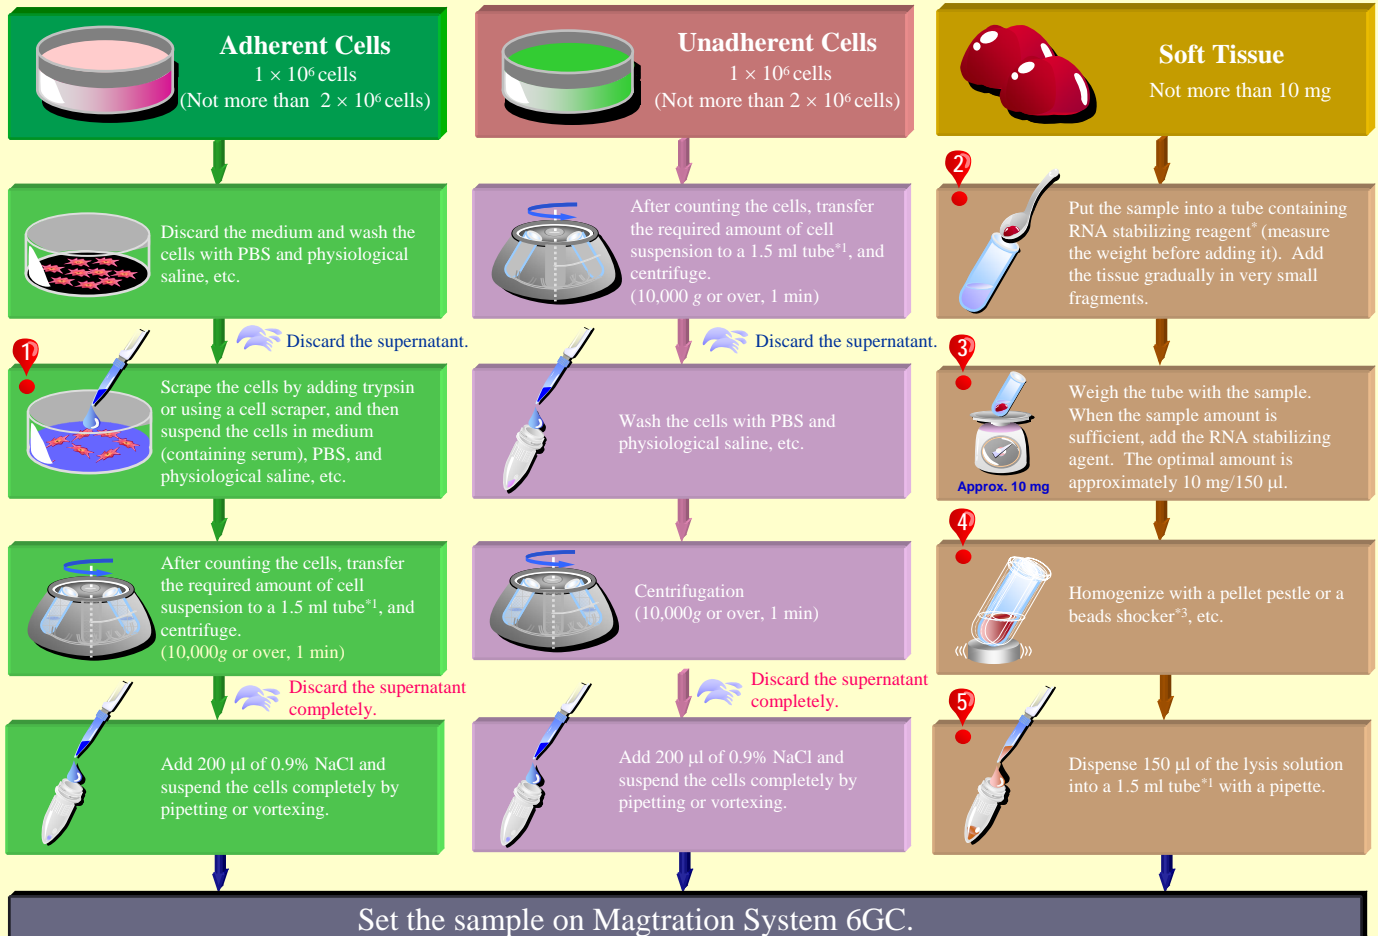 Adherent Cells
1 × 10⁶ cells
(Not more than 2 × 10⁶ cells)
Discard the medium and wash the
cells with PBS and physiological
saline, etc.
Discard the supernatant.
1
Scrape the cells by adding trypsin
or using a cell scraper, and then
suspend the cells in medium
(containing serum), PBS, and
physiological saline, etc.
After counting the cells, transfer
the required amount of cell
suspension to a 1.5 ml tube*1, and
centrifuge.
(10,000g or over, 1 min)
Discard the supernatant
completely.
Add 200 µl of 0.9% NaCl and
suspend the cells completely by
pipetting or vortexing.
Unadherent Cells
1 × 10⁶ cells
(Not more than 2 × 10⁶ cells)
After counting the cells, transfer
the required amount of cell
suspension to a 1.5 ml tube*1, and
centrifuge.
(10,000 g or over, 1 min)
Discard the supernatant.
Wash the cells with PBS and
physiological saline, etc.
Centrifugation
(10,000g or over, 1 min)
Discard the supernatant
completely.
Add 200 µl of 0.9% NaCl and
suspend the cells completely by
pipetting or vortexing.
Soft Tissue
Not more than 10 mg
2
Put the sample into a tube containing
RNA stabilizing reagent* (measure
the weight before adding it). Add
the tissue gradually in very small
fragments.
3
Approx. 10 mg
Weigh the tube with the sample.
When the sample amount is
sufficient, add the RNA stabilizing
agent. The optimal amount is
approximately 10 mg/150 µl.
4
Homogenize with a pellet pestle or a
beads shocker*3, etc.
5
Dispense 150 µl of the lysis solution
into a 1.5 ml tube*1 with a pipette.
Set the sample on Magtration System 6GC.